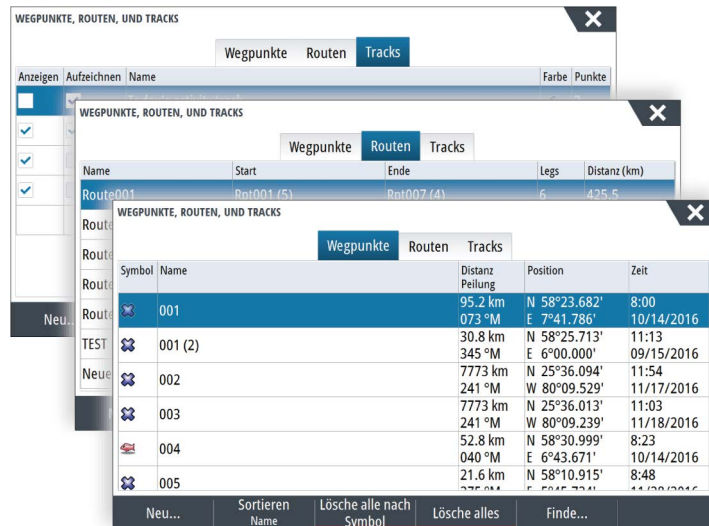 WEGPUNKTE, ROUTEN, UND TRACKS
Wegpunkte Routen Tracks
Anzeigen Aufzeichnen Name Farbe Punkte
Neu...
WEGPUNKTE, ROUTEN, UND TRACKS
Wegpunkte Routen Tracks
Name Start Ende Legs Distanz (km)
Route001 Rpt001 (5) Rpt007 (4) 6 425.5
TEST
WEGPUNKTE, ROUTEN, UND TRACKS
Wegpunkte Routen Tracks
Symbol Name Distanz Position Zeit
Peilung
001 95.2 km N 58°23.682' 8:00
073 °M E 7°41.786' 10/14/2016
001 (2) 30.8 km N 58°25.713' 11:13
345 °M E 6°00.000' 09/15/2016
002 7773 km N 25°36.094' 11:54
241 °M W 80°09.529' 11/17/2016
003 7773 km N 25°36.013' 11:03
241 °M W 80°09.239' 11/18/2016
004 52.8 km N 58°30.999' 8:23
040 °M E 6°43.671' 10/14/2016
005 21.6 km N 58°10.915' 8:48
Neu... Sortieren Lösche alle nach Lösche alles Finde...
Name Symbol